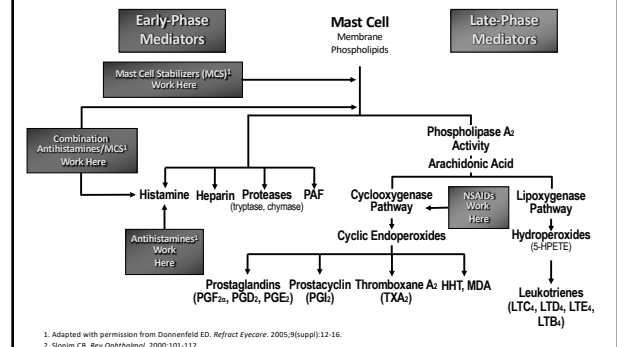 Early-Phase
Mediators
Mast Cell
Membrane
Phospholipids
Late-Phase
Mediators
Mast Cell Stabilizers (MCS)¹
Work Here
Combination
Antihistamines/MCS¹
Work Here
Phospholipase A₂
Activity
Arachidonic Acid
Histamine
Heparin
Proteases
(tryptase, chymase)
PAF
Cyclooxygenase
Pathway
NSAIDs
Work
Here
Lipoxygenase
Pathway
Antihistamines¹
Work
Here
Cyclic Endoperoxides
Hydroperoxides
(5-HPETE)
Prostaglandins
(PGF₂α, PGD₂, PGE₂)
Prostacyclin
(PGI₂)
Thromboxane A₂
(TXA₂)
HHT, MDA
Leukotrienes
(LTC₄, LTD₄, LTE₄,
LTB₄)
1. Adapted with permission from Donnenfeld ED. Refract Eyecare. 2005;9(suppl):12-16.
2. Slonim CB. Rev Ophthalmol. 2000:101-112.